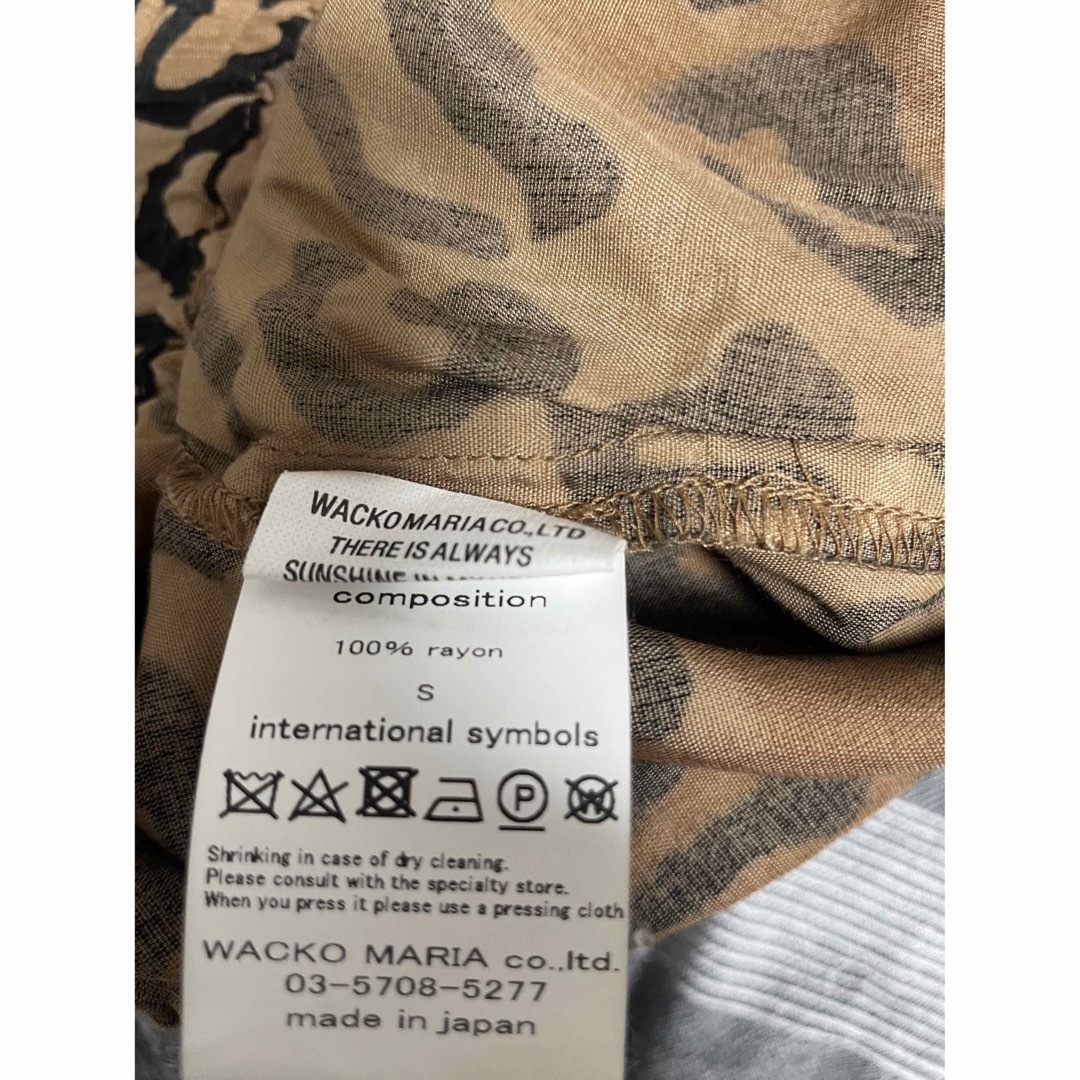 WACKO MARIA CO., LTD
THERE IS ALWAYS
SUNSHINE IN
composition
100% rayon
S
international symbols
P W
Shrinking in case of dry cleaning.
Please consult with the specialty store.
When you press it please use a pressing cloth
WACKO MARIA co.,ltd.
03-5708-5277
made in japan